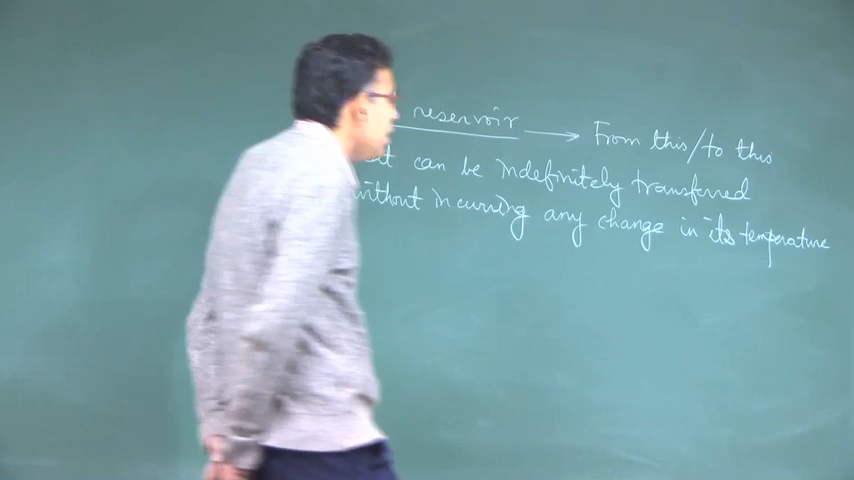 reservoir → From this/to this
can be indefinitely transferred
without incurring any change in its temperature